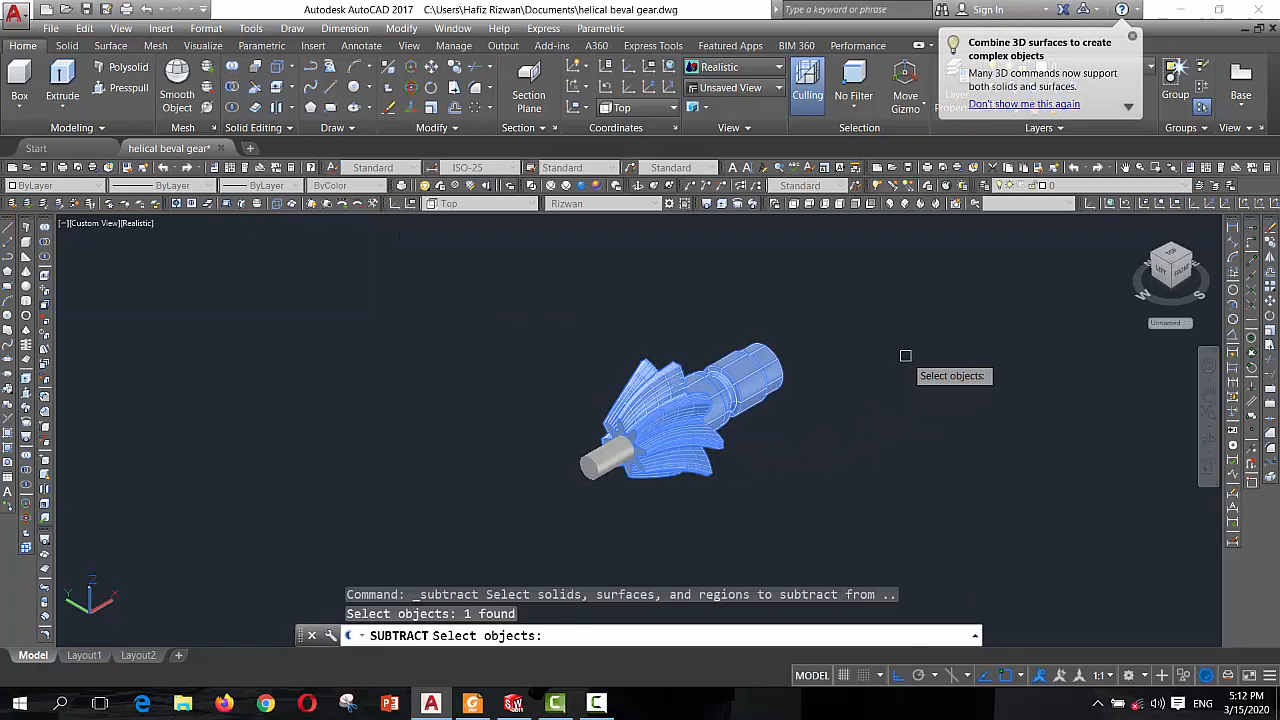 Autodesk AutoCAD 2017 C:\Users\Hafiz Rizwan\Documents\helical beval gear.dwg
Type a keyword or phrase
Sign In
File Edit View Insert Format Tools Draw Dimension Modify Window Help Express Parametric
Home Solid Surface Mesh Visualize Parametric Insert Annotate View Manage Output Add-ins A360 Express Tools Featured Apps BIM 360 Performance
Combine 3D surfaces to create
complex objects
Many 3D commands now support
both solids and surfaces.
Don't show me this again
Box
Extrude
Polysolid
Presspull
Smooth
Object
Section
Plane
Realistic
Unsaved View
Top
Culling
No Filter
Move
Gizmo
Group
Base
Modeling Mesh Solid Editing Draw Modify Section Coordinates View Selection Layers Groups View
Start
helical beval gear*
Standard ISO-25 Standard Standard
ByLayer ByLayer ByLayer ByColor Standard 0
Top Rizwan
[−][Custom View][Realistic]
TOP
LEFT
FRONT
W
S
Unnamed
Select objects:
Z
Y
X
Command: _subtract Select solids, surfaces, and regions to subtract from ..
Select objects: 1 found
SUBTRACT Select objects:
Model Layout1 Layout2
MODEL
1:1
ENG
5:12 PM
3/15/2020